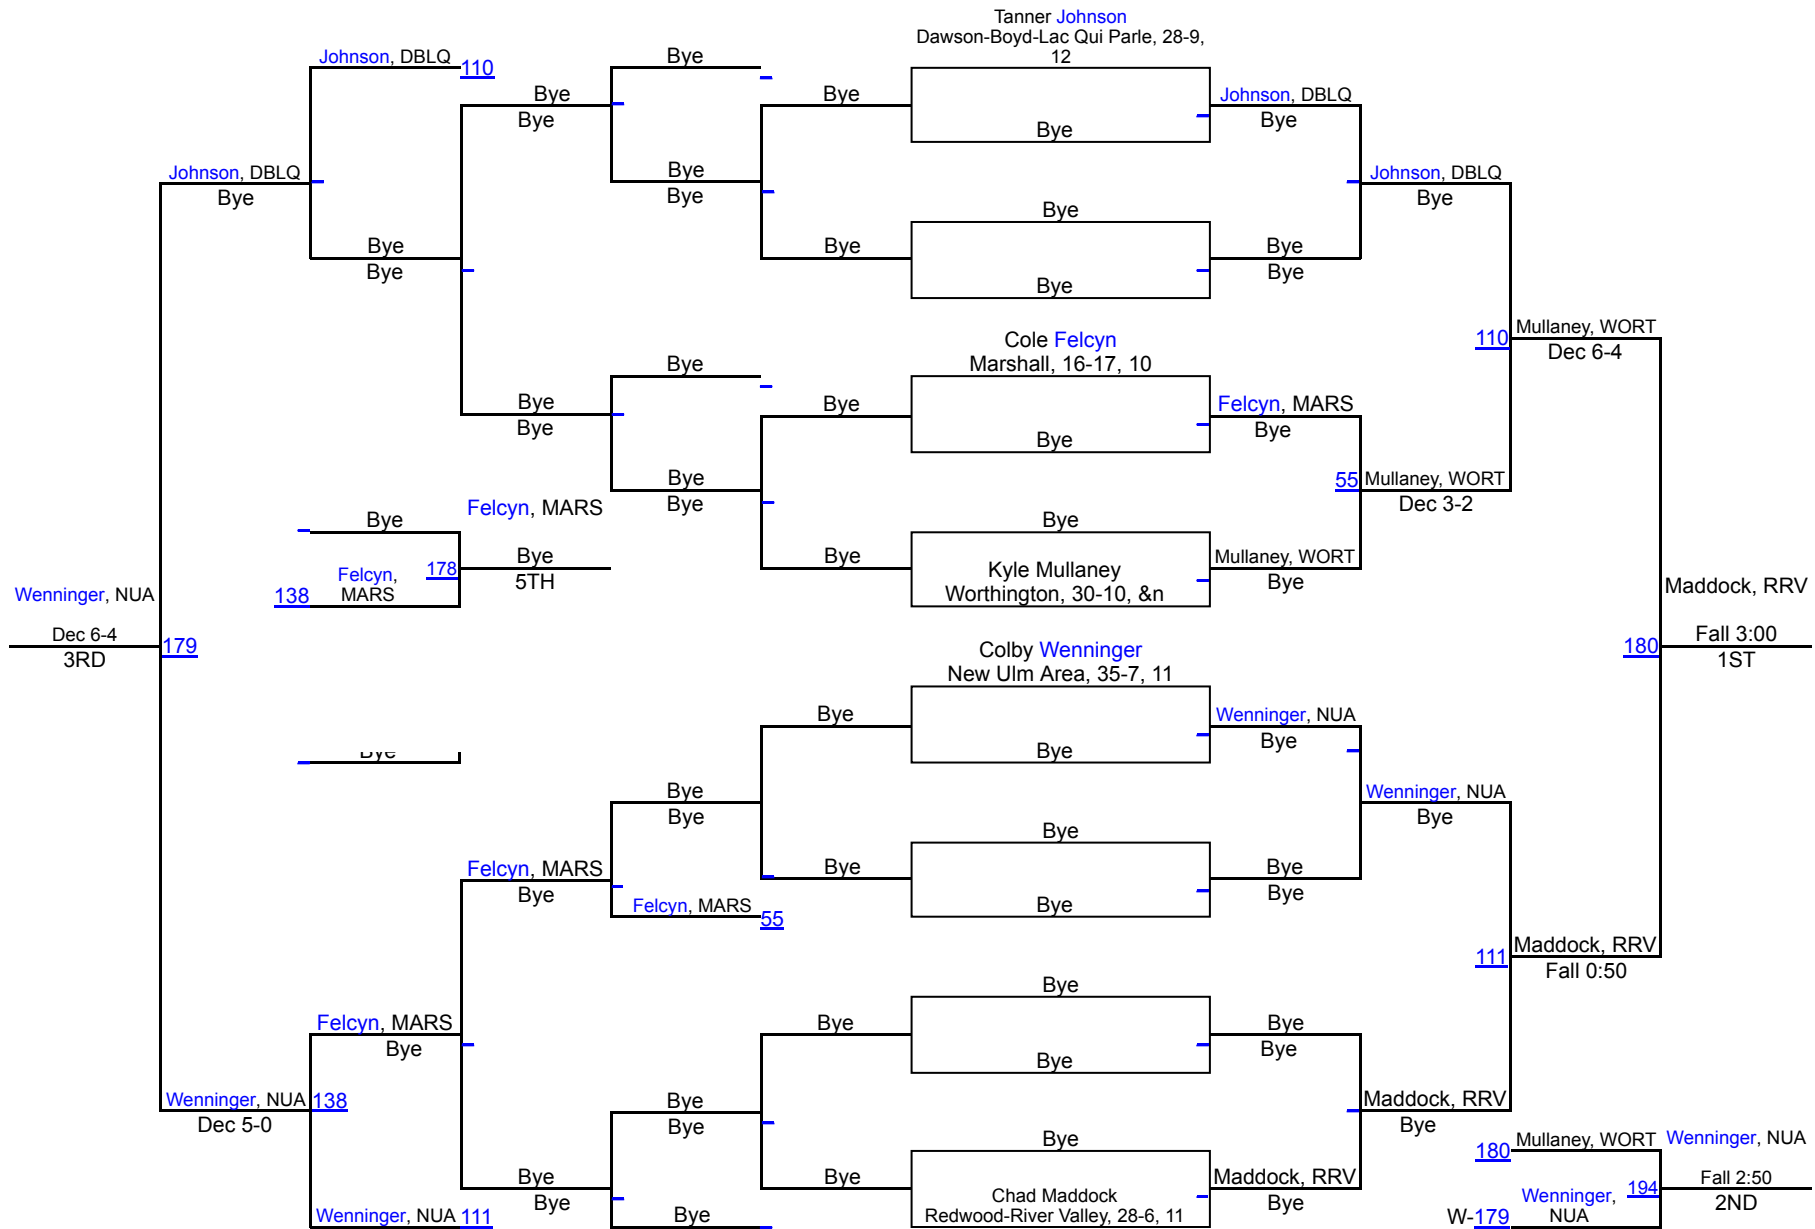 Tanner Johnson
Dawson-Boyd-Lac Qui Parle, 28-9,
12
Johnson, DBLQ
110
Bye
Bye
Bye
Bye
Johnson, DBLQ
Bye
Bye
Johnson, DBLQ
Bye
Bye
Bye
Johnson, DBLQ
Bye
Bye
Bye
Bye
Bye
Bye
Bye
Bye
Cole Felcyn
Marshall, 16-17, 10
110
Mullaney, WORT
Dec 6-4
Bye
Bye
Bye
Bye
Felcyn, MARS
Bye
Bye
Bye
Bye
55
Mullaney, WORT
Dec 3-2
Bye
Felcyn, MARS
Bye
5TH
138
Felcyn,
MARS
178
Bye
Bye
Kyle Mullaney
Worthington, 30-10, &n
Mullaney, WORT
Bye
Wenninger, NUA
Dec 6-4
3RD
179
Maddock, RRV
180
Fall 3:00
1ST
Colby Wenninger
New Ulm Area, 35-7, 11
Bye
Bye
Wenninger, NUA
Bye
Bye
Bye
Bye
Wenninger, NUA
Bye
Felcyn, MARS
Bye
Felcyn, MARS
55
Bye
Bye
Bye
Bye
Bye
111
Maddock, RRV
Fall 0:50
Felcyn, MARS
Bye
Bye
Bye
Bye
Bye
Bye
Wenninger, NUA
138
Dec 5-0
Bye
Bye
Maddock, RRV
Bye
Bye
Bye
Wenninger, NUA
111
Bye
Bye
Bye
Chad Maddock
Redwood-River Valley, 28-6, 11
Maddock, RRV
Bye
180
Mullaney, WORT
Wenninger, NUA
W-179
Wenninger,
NUA
194
Fall 2:50
2ND